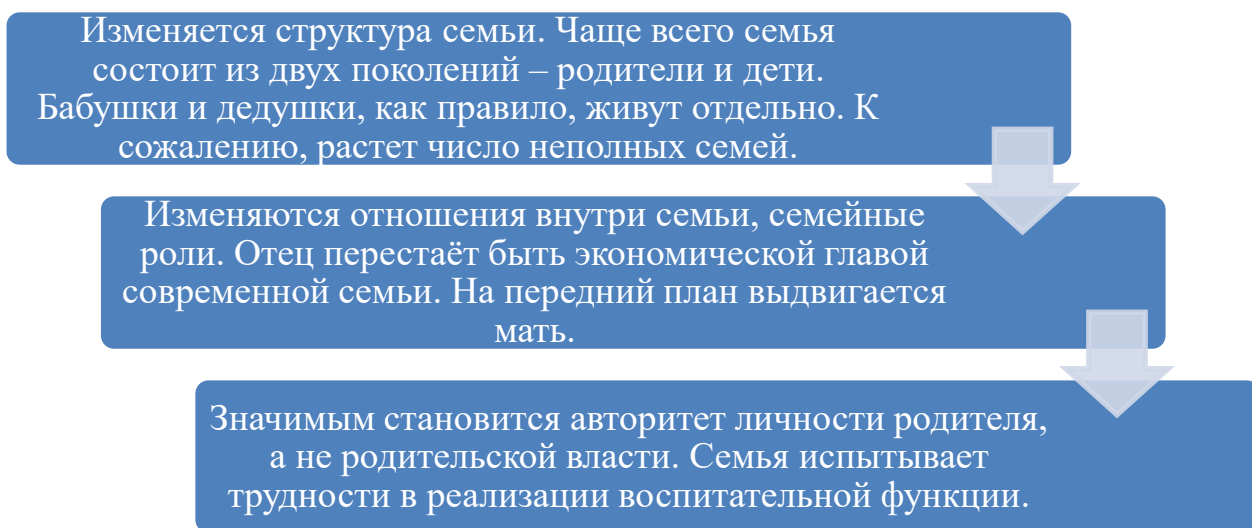 Изменяется структура семьи. Чаще всего семья
состоит из двух поколений – родители и дети.
Бабушки и дедушки, как правило, живут отдельно. К
сожалению, растет число неполных семей.
Изменяются отношения внутри семьи, семейные
роли. Отец перестаёт быть экономической главой
современной семьи. На передний план выдвигается
мать.
Значимым становится авторитет личности родителя,
а не родительской власти. Семья испытывает
трудности в реализации воспитательной функции.